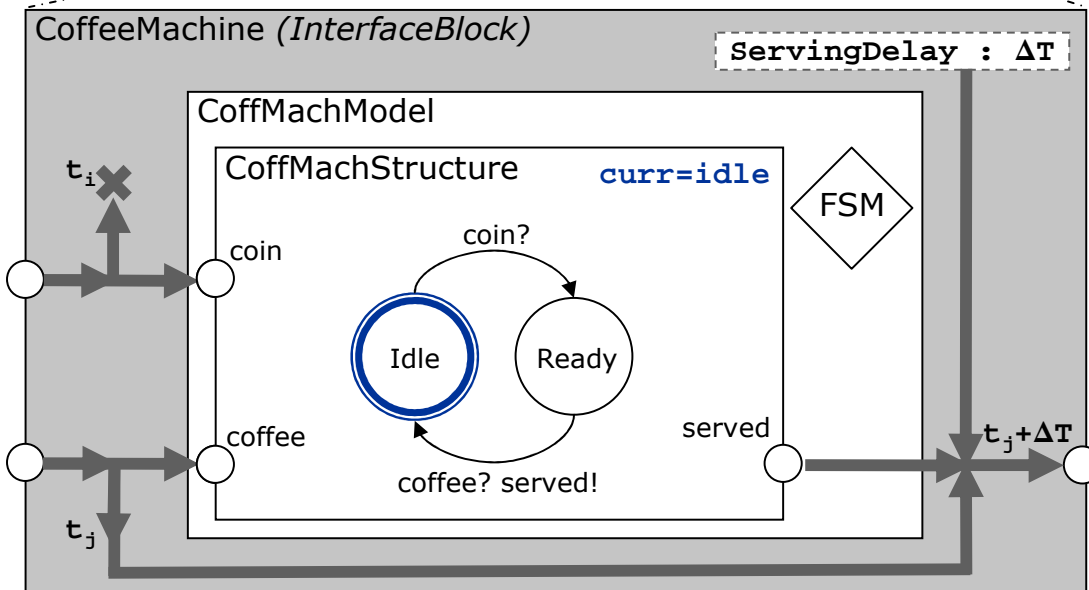 CoffeeMachine (InterfaceBlock)
ServingDelay : ΔT
CoffMachModel
CoffMachStructure
curr=idle
FSM
tᵢ
coin
coin?
Idle
Ready
coffee
served
coffee? served!
tⱼ
tⱼ+ΔT